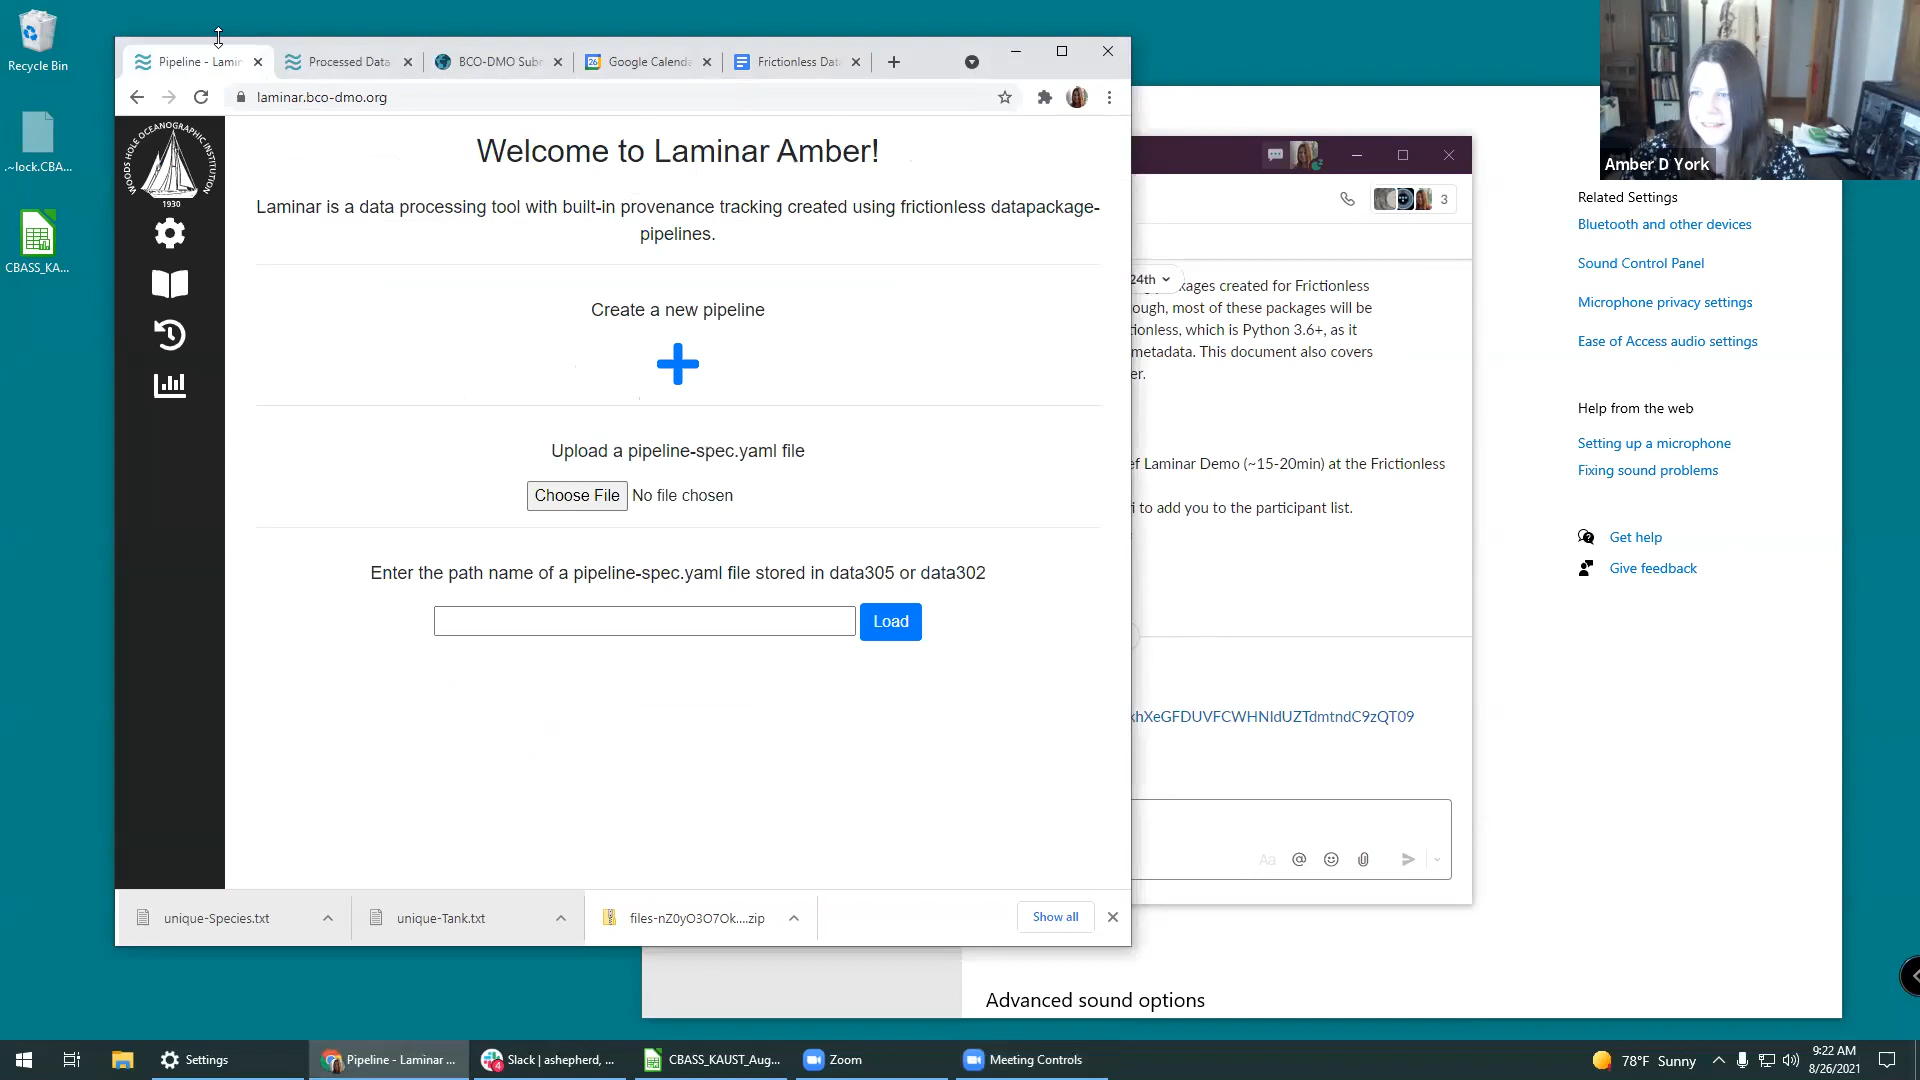 Recycle Bin
.~lock.CBA...
CBASS_KA...
Pipeline - Lamin
Processed Data
BCO-DMO Subm
26
Google Calenda
Frictionless Dat
laminar.bco-dmo.org
WOODS HOLE OCEANOGRAPHIC INSTITUTION
1930
Welcome to Laminar Amber!
Laminar is a data processing tool with built-in provenance tracking created using frictionless datapackage-
pipelines.
Create a new pipeline
Upload a pipeline-spec.yaml file
Choose File No file chosen
Enter the path name of a pipeline-spec.yaml file stored in data305 or data302
Load
unique-Species.txt
unique-Tank.txt
files-nZ0yO3O7Ok....zip
Show all
3
24th
kages created for Frictionless
ough, most of these packages will be
tionless, which is Python 3.6+, as it
metadata. This document also covers
er.
ef Laminar Demo (~15-20min) at the Frictionless
i to add you to the participant list.
khXeGFDUVFCWHNldUZTdmtndC9zQT09
Aa
Amber D York
Related Settings
Bluetooth and other devices
Sound Control Panel
Microphone privacy settings
Ease of Access audio settings
Help from the web
Setting up a microphone
Fixing sound problems
Get help
Give feedback
Advanced sound options
Settings
Pipeline - Laminar ...
4
Slack | ashepherd, ...
CBASS_KAUST_Aug...
Zoom
Meeting Controls
78°F Sunny
9:22 AM
8/26/2021